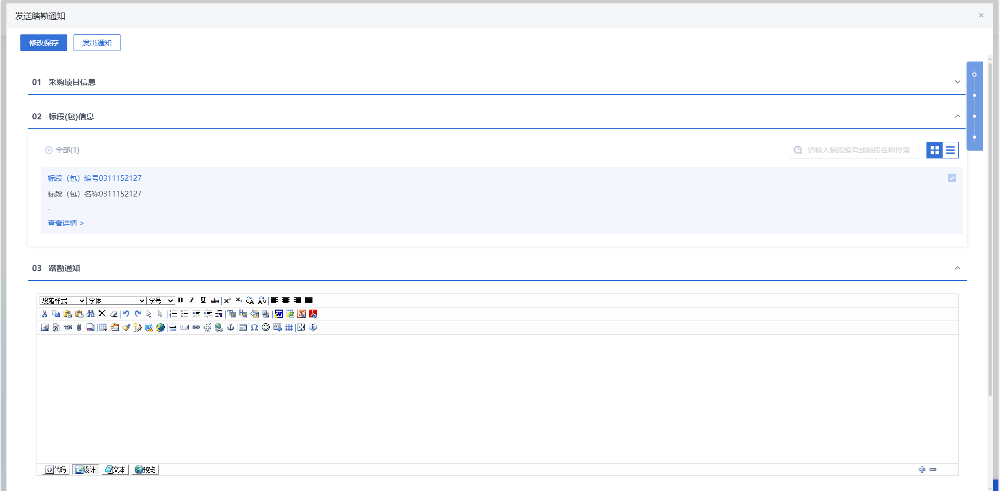 发送踏勘通知
修改保存 发出通知
01 采购项目信息
02 标段(包)信息
全部(1) 请输入标段编号或标段名称搜索
标段（包）编号0311152127
标段（包）名称0311152127
-
查看详情 >
03 踏勘通知
段落样式 字体 字号 B I U abc
代码 设计 文本 预览